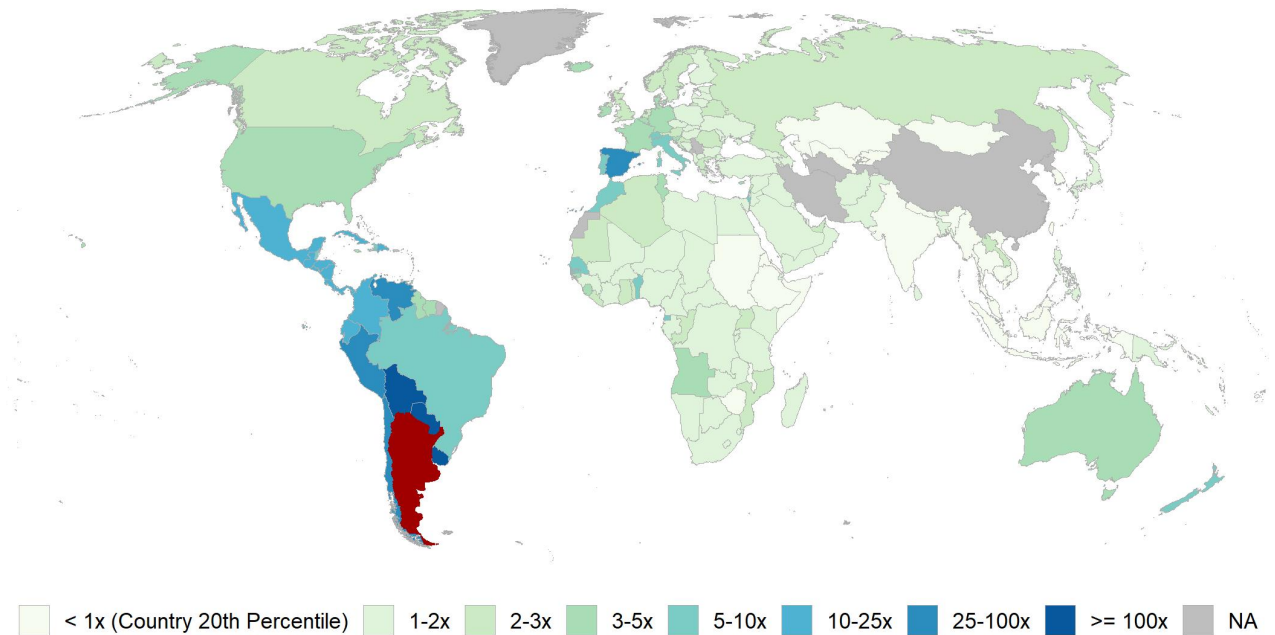 < 1x (Country 20th Percentile) 1-2x 2-3x 3-5x 5-10x 10-25x 25-100x >= 100x NA